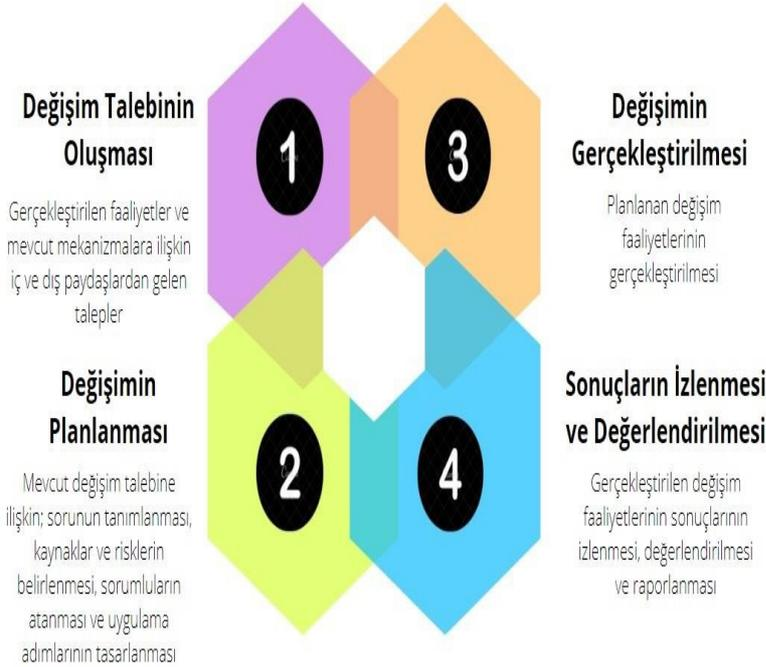 Değişim Talebinin
Oluşması
Gerçekleştirilen faaliyetler ve
mevcut mekanizmalara ilişkin
iç ve dış paydaşlardan gelen
talepler
1
Değişimin
Planlanması
Mevcut değişim talebine
ilişkin; sorunun tanımlanması,
kaynaklar ve risklerin
belirlenmesi, sorumluların
atanması ve uygulama
adımlarının tasarlanması
2
3
Değişimin
Gerçekleştirilmesi
Planlanan değişim
faaliyetlerinin
gerçekleştirilmesi
4
Sonuçların İzlenmesi
ve Değerlendirilmesi
Gerçekleştirilen değişim
faaliyetlerinin sonuçlarının
izlenmesi, değerlendirilmesi
ve raporlanması